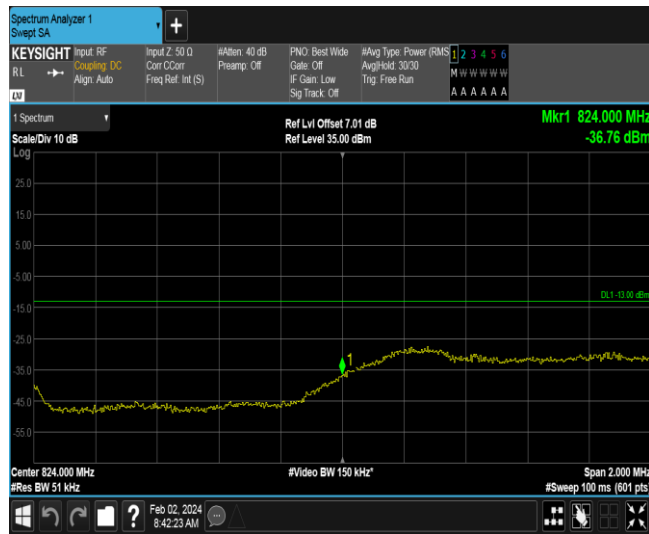 Spectrum Analyzer 1
Swept SA
KEYSIGHT
RL
LXI
Input: RF
Coupling: DC
Align: Auto
Input Z: 50 Ω
Corr CCorr
Freq Ref: Int (S)
#Atten: 40 dB
Preamp: Off
PNO: Best Wide
Gate: Off
IF Gain: Low
Sig Track: Off
#Avg Type: Power (RMS
Avg|Hold: 30/30
Trig: Free Run
1 2 3 4 5 6
M W W W W W
A A A A A A
1 Spectrum
Scale/Div 10 dB
Log
Ref Lvl Offset 7.01 dB
Ref Level 35.00 dBm
Mkr1 824.000 MHz
-36.76 dBm
25.0
15.0
5.00
-5.00
DL1 -13.00 dBm
-15.0
-25.0
1
-35.0
-45.0
-55.0
Center 824.000 MHz
#Res BW 51 kHz
#Video BW 150 kHz*
Span 2.000 MHz
#Sweep 100 ms (601 pts
?
Feb 02, 2024
8:42:23 AM